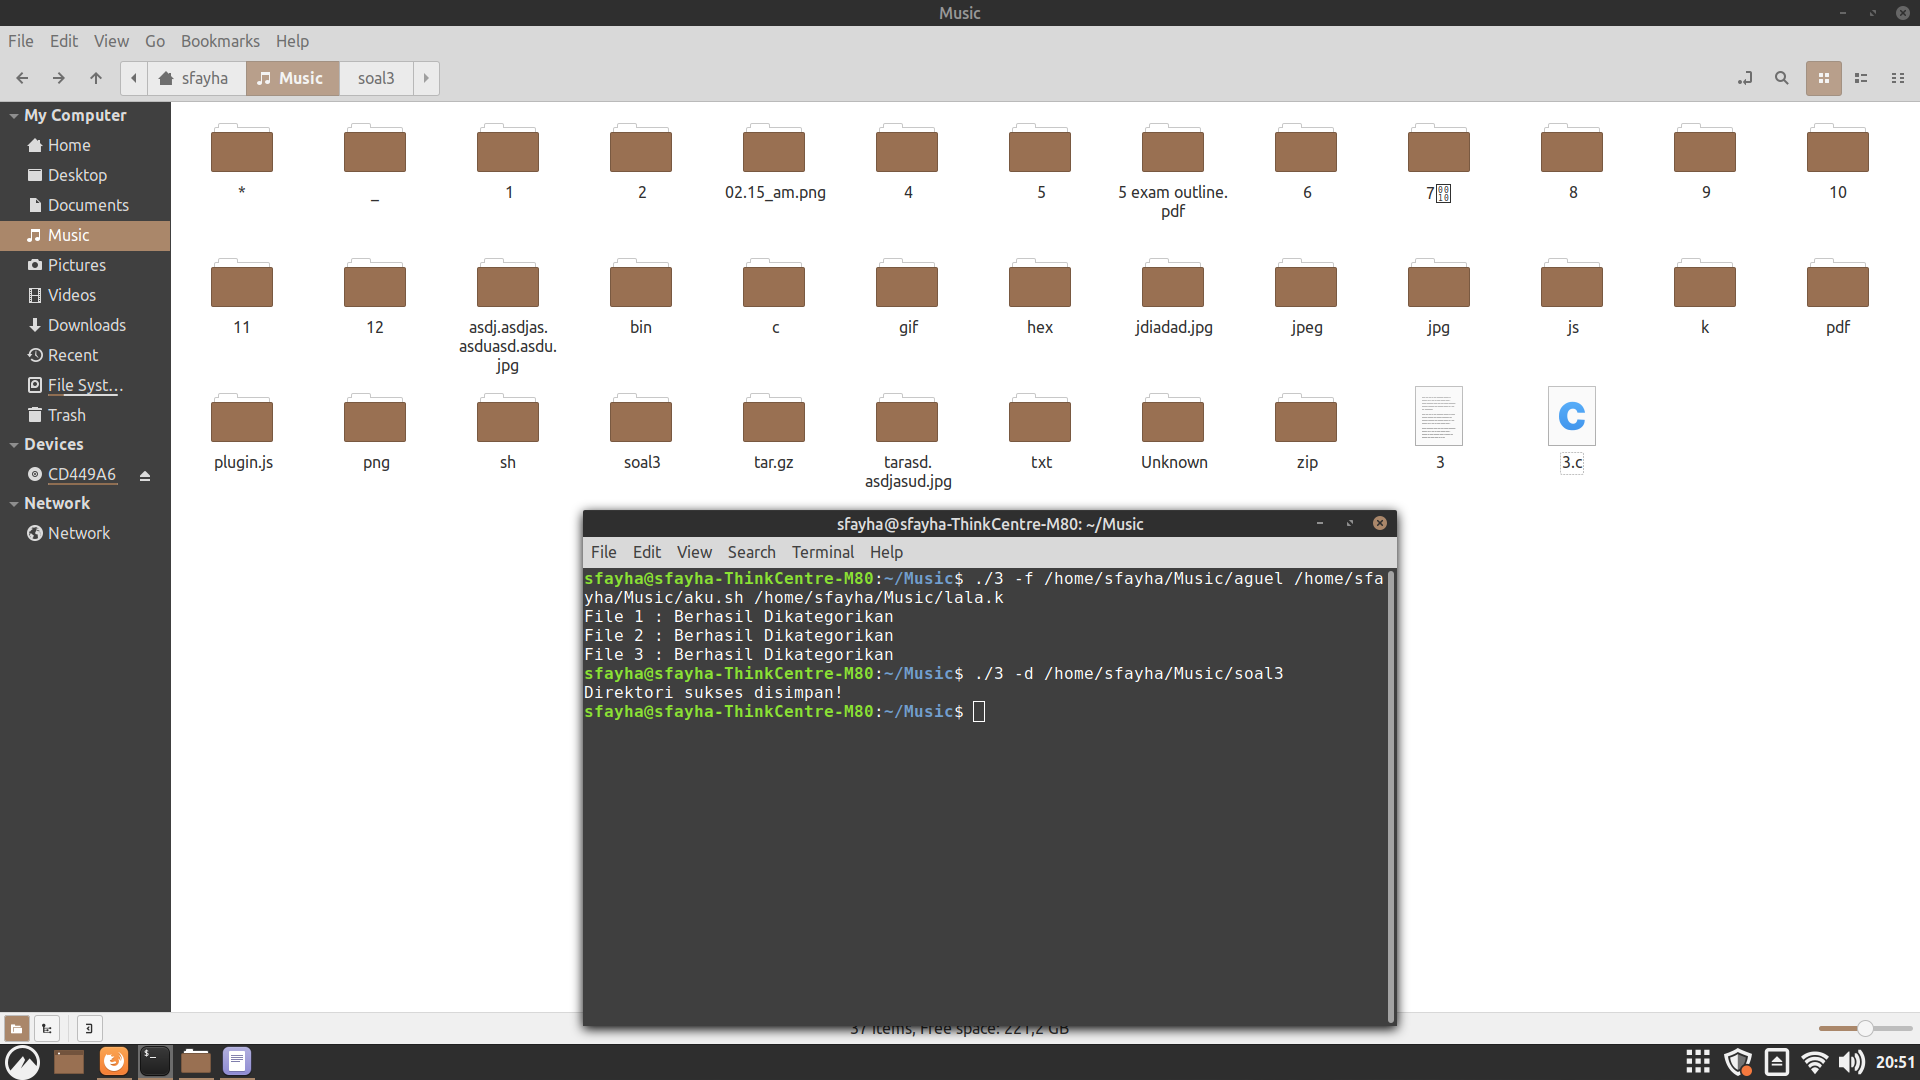 Music
File Edit View Go Bookmarks Help
sfayha Music soal3
My Computer
Home
Desktop
Documents
Music
Pictures
Videos
Downloads
Recent
File Syst...
Trash
Devices
CD449A6
Network
Network
* _ 1 2 02.15_am.png 4 5 5 exam outline. 6 7 8 9 10
pdf
11 12 asdj.asdjas. bin c gif hex jdiadad.jpg jpeg jpg js k pdf
asduasd.asdu.
jpg
plugin.js png sh soal3 tar.gz tarasd. txt Unknown zip 3 3.c
asdjasud.jpg
C
sfayha@sfayha-ThinkCentre-M80: ~/Music
File Edit View Search Terminal Help
sfayha@sfayha-ThinkCentre-M80:~/Music$ ./3 -f /home/sfayha/Music/aguel /home/sfa
yha/Music/aku.sh /home/sfayha/Music/lala.k
File 1 : Berhasil Dikategorikan
File 2 : Berhasil Dikategorikan
File 3 : Berhasil Dikategorikan
sfayha@sfayha-ThinkCentre-M80:~/Music$ ./3 -d /home/sfayha/Music/soal3
Direktori sukses disimpan!
sfayha@sfayha-ThinkCentre-M80:~/Music$
37 items, Free space: 221,2 GB
20:51